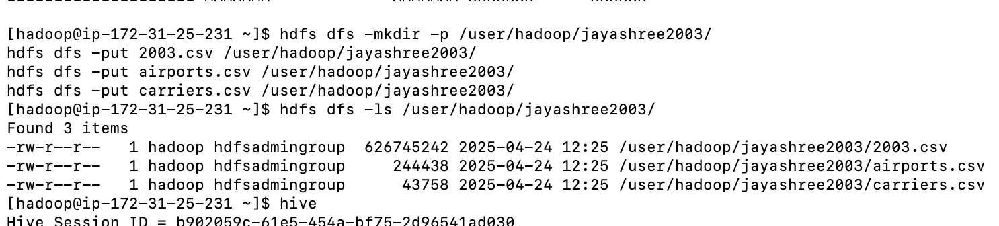 [hadoop@ip-172-31-25-231 ~]$ hdfs dfs -mkdir -p /user/hadoop/jayashree2003/
hdfs dfs -put 2003.csv /user/hadoop/jayashree2003/
hdfs dfs -put airports.csv /user/hadoop/jayashree2003/
hdfs dfs -put carriers.csv /user/hadoop/jayashree2003/
[hadoop@ip-172-31-25-231 ~]$ hdfs dfs -ls /user/hadoop/jayashree2003/
Found 3 items
-rw-r--r--   1 hadoop hdfsadmingroup  626745242 2025-04-24 12:25 /user/hadoop/jayashree2003/2003.csv
-rw-r--r--   1 hadoop hdfsadmingroup     244438 2025-04-24 12:25 /user/hadoop/jayashree2003/airports.csv
-rw-r--r--   1 hadoop hdfsadmingroup      43758 2025-04-24 12:25 /user/hadoop/jayashree2003/carriers.csv
[hadoop@ip-172-31-25-231 ~]$ hive
Hive Session ID = b902059c-61e5-454a-bf75-2d96541ad030